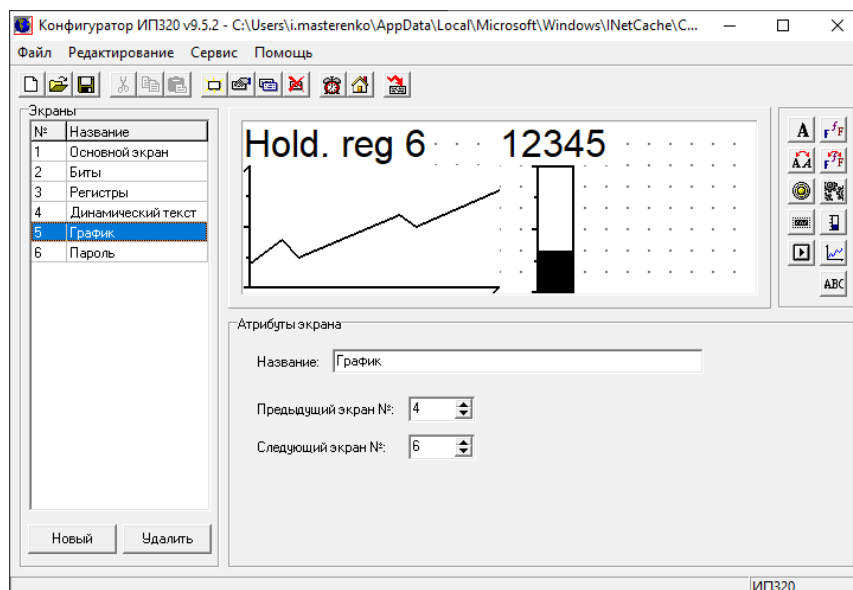 Конфигуратор ИП320 v9.5.2 - C:\Users\i.masterenko\AppData\Local\Microsoft\Windows\INetCache\C...
Файл Редактирование Сервис Помощь
Экраны
№ Название
1 Основной экран
2 Биты
3 Регистры
4 Динамический текст
5 График
6 Пароль
Новый Удалить
Hold. reg 6 12345
A F f F
A A F F
ABC
Атрибуты экрана
Название: График
Предыдущий экран №: 4
Следующий экран №: 6
ИП320